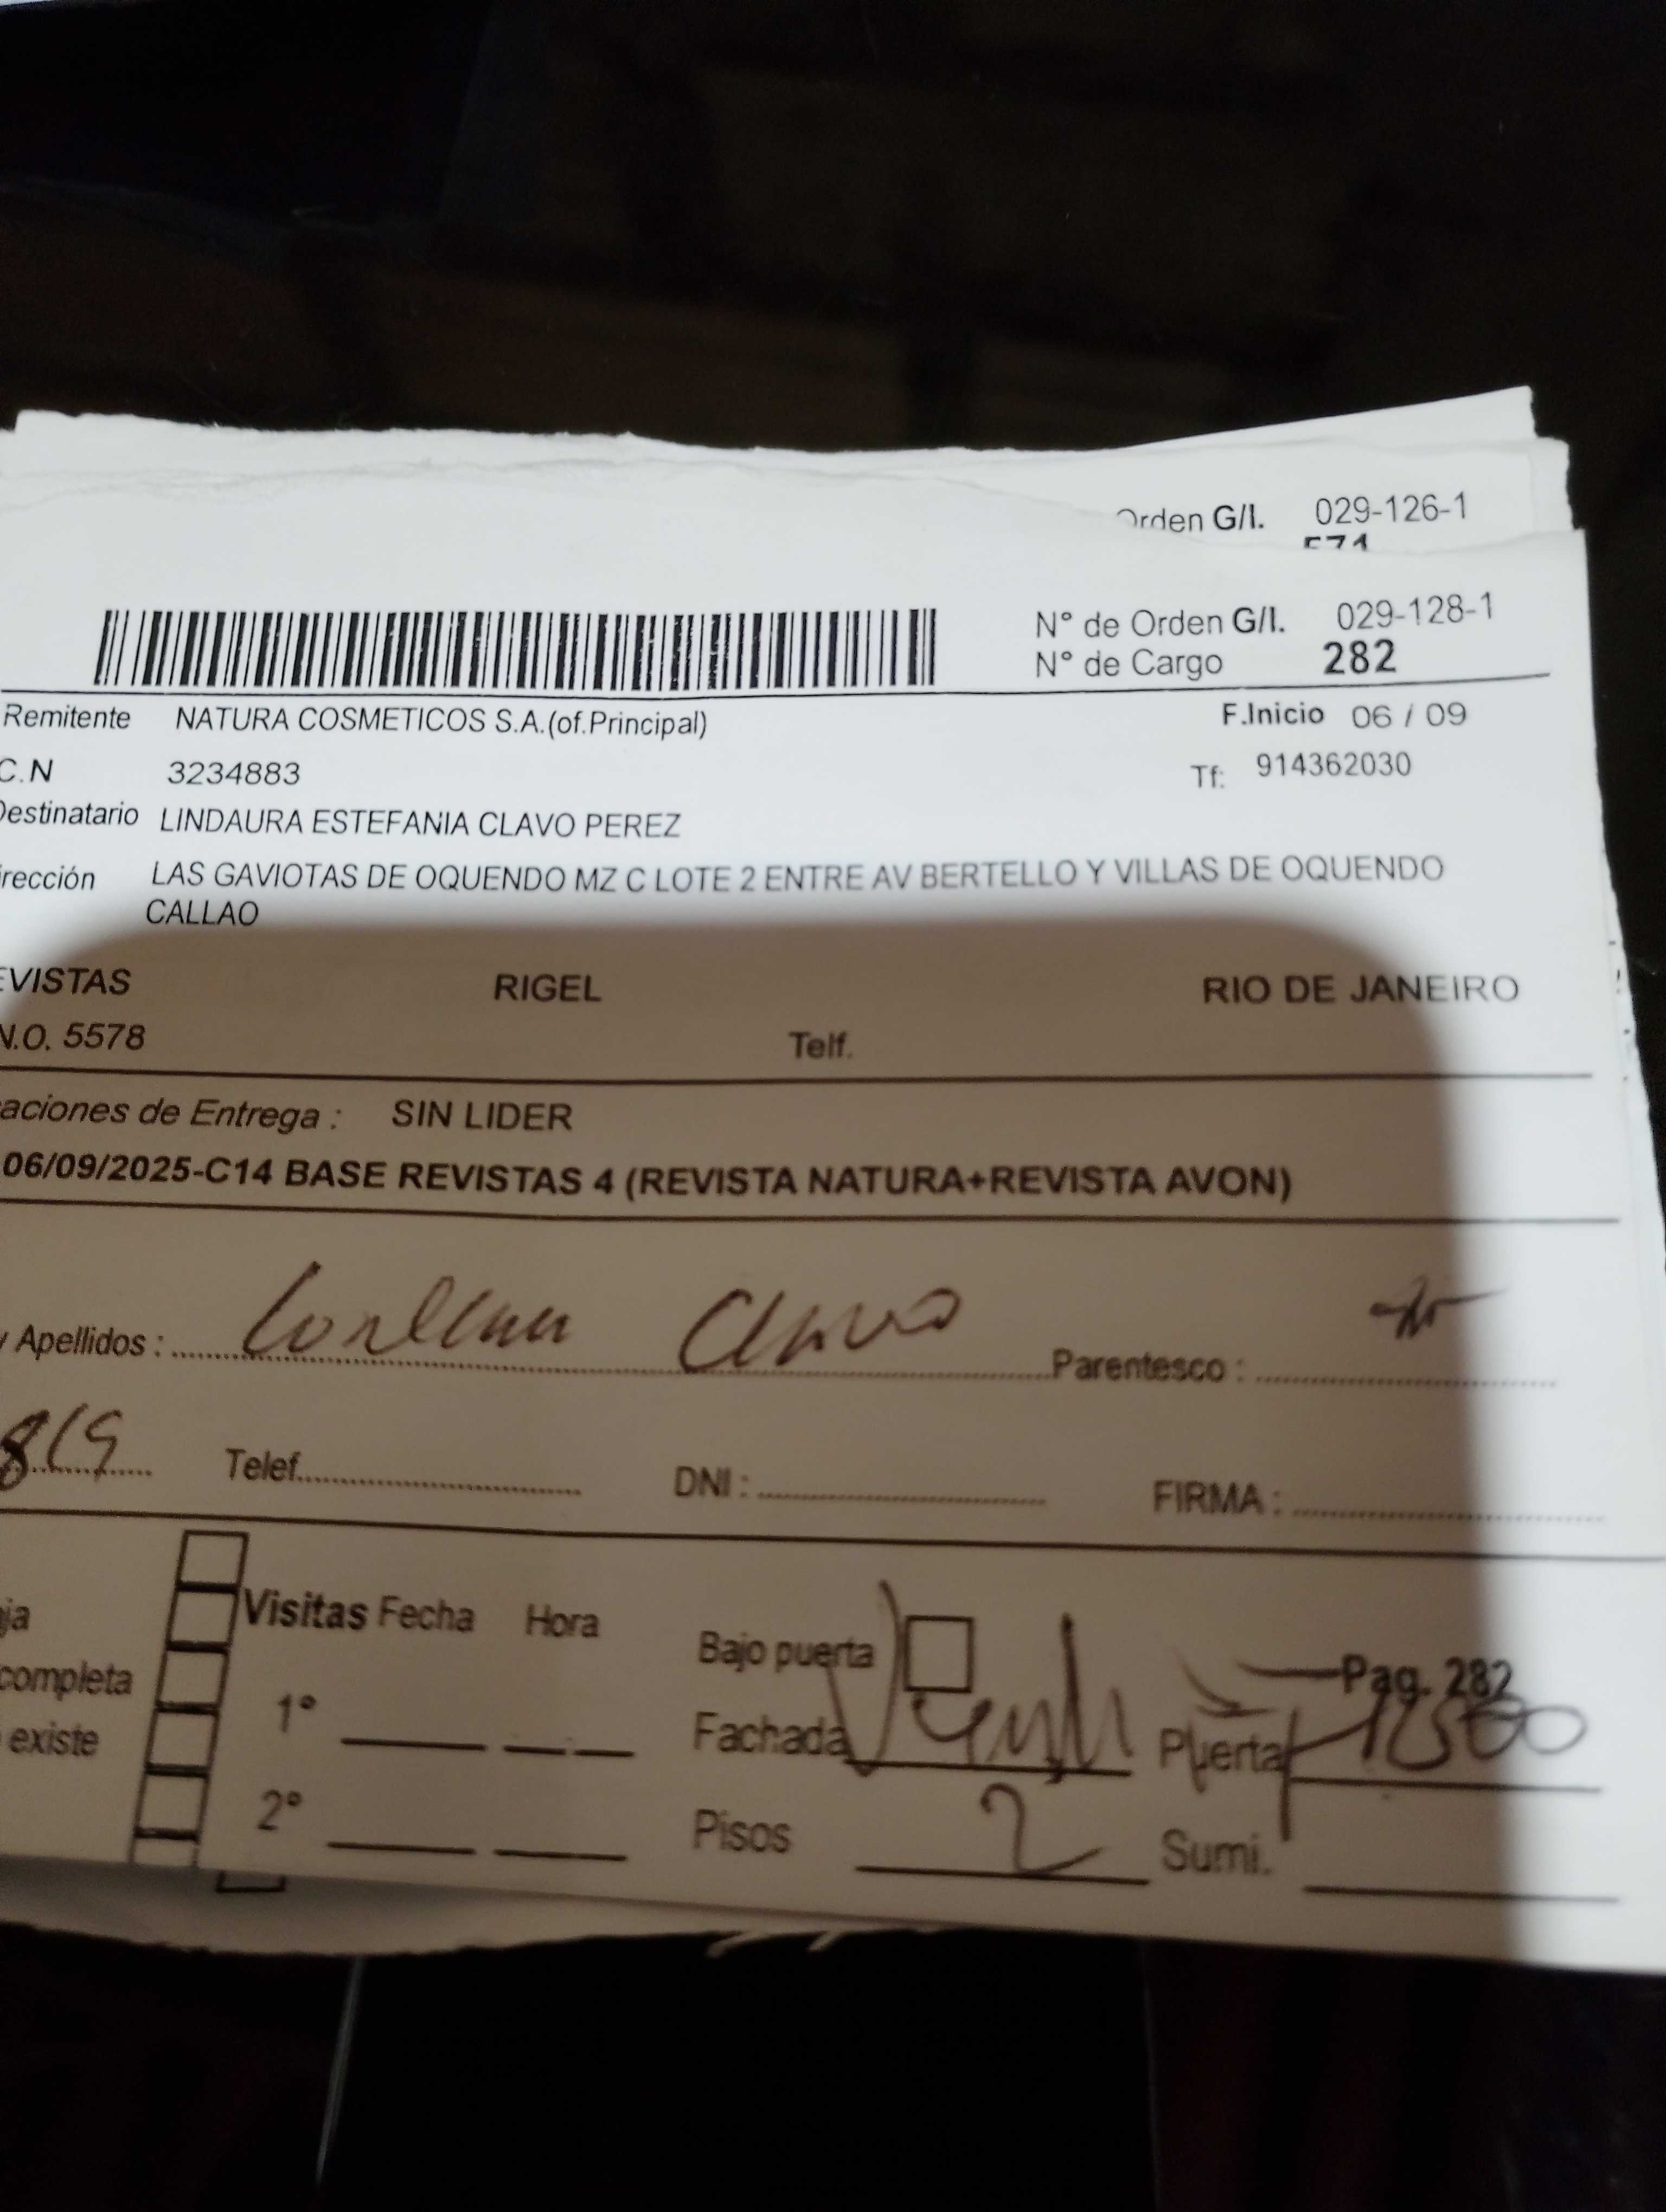 Orden G/I. 029-126-1
N° de Orden G/I. 029-128-1
N° de Cargo 282
Remitente NATURA COSMETICOS S.A.(of.Principal) F.Inicio 06 / 09
C.N 3234883 Tf: 914362030
Destinatario LINDAURA ESTEFANIA CLAVO PEREZ
irección LAS GAVIOTAS DE OQUENDO MZ C LOTE 2 ENTRE AV BERTELLO Y VILLAS DE OQUENDO
CALLAO
EVISTAS RIGEL RIO DE JANEIRO
N.O. 5578 Telf.
aciones de Entrega : SIN LIDER
06/09/2025-C14 BASE REVISTAS 4 (REVISTA NATURA+REVISTA AVON)
y Apellidos : Clavo Parentesco :
Telef. DNI : FIRMA :
Visitas Fecha Hora Bajo puerta Pag. 282
ja
completa 1° Fachada Puerta
existe
2° Pisos 2 Sumi.